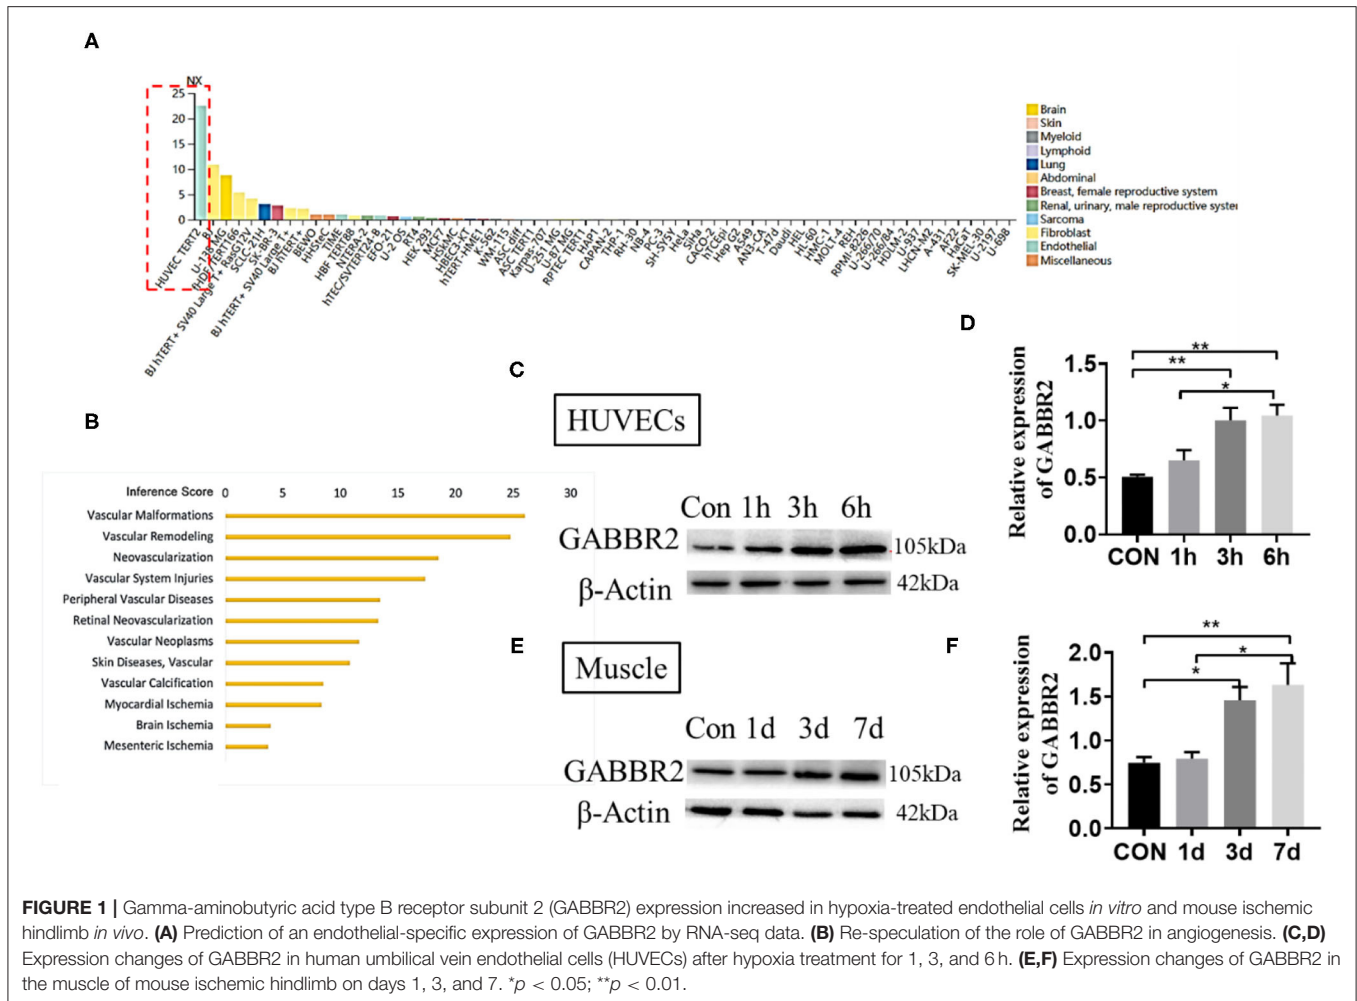 A
NX
25
20
15
10
5
0
HUVEC TERT2
BJ
U-138 MG
fHDF/TERT166
BJ hTERT+ SV40 Large T+ RasG12V
SCLC-21H
SK-BR-3
BJ hTERT+ SV40 Large T+
BJ hTERT+
BEWO
HHSteC
TIME
HBF TERT88
NTERA-2
hTEC/SVTERT24-B
EFO-21
U-2 OS
RT4
HEK 293
MCF7
HSkMC
HBEC3-KT
hTERT-HME1
K-562
WM-115
ASC diff
ASC TERT1
Karpas-707
U-251 MG
U-87 MG
RPTEC TERT1
HAP1
CAPAN-2
THP-1
RH-30
NB-4
PC-3
SH-SY5Y
HeLa
SiHa
CACO-2
hTCEpi
Hep G2
A549
AN3-CA
T-47d
Daudi
HEL
HL-60
HMC-1
MOLT-4
REH
RPMI-8226
U-266/70
U-266/84
HDLM-2
U-937
LHCN-M2
A-431
AF22
HaCaT
SK-MEL-30
U-2197
U-698
Brain
Skin
Myeloid
Lymphoid
Lung
Abdominal
Breast, female reproductive system
Renal, urinary, male reproductive syster
Sarcoma
Fibroblast
Endothelial
Miscellaneous
B
Inference Score 0 5 10 15 20 25 30
Vascular Malformations
Vascular Remodeling
Neovascularization
Vascular System Injuries
Peripheral Vascular Diseases
Retinal Neovascularization
Vascular Neoplasms
Skin Diseases, Vascular
Vascular Calcification
Myocardial Ischemia
Brain Ischemia
Mesenteric Ischemia
C
HUVECs
Con 1h 3h 6h
GABBR2 105kDa
β-Actin 42kDa
D
Relative expression
of GABBR2
1.5
1.0
0.5
0.0
**
**
*
CON 1h 3h 6h
E
Muscle
Con 1d 3d 7d
GABBR2 105kDa
β-Actin 42kDa
F
Relative expression
of GABBR2
2.0
1.5
1.0
0.5
0.0
**
*
*
CON 1d 3d 7d
FIGURE 1 | Gamma-aminobutyric acid type B receptor subunit 2 (GABBR2) expression increased in hypoxia-treated endothelial cells in vitro and mouse ischemic
hindlimb in vivo. (A) Prediction of an endothelial-specific expression of GABBR2 by RNA-seq data. (B) Re-speculation of the role of GABBR2 in angiogenesis. (C,D)
Expression changes of GABBR2 in human umbilical vein endothelial cells (HUVECs) after hypoxia treatment for 1, 3, and 6 h. (E,F) Expression changes of GABBR2 in
the muscle of mouse ischemic hindlimb on days 1, 3, and 7. *p < 0.05; **p < 0.01.